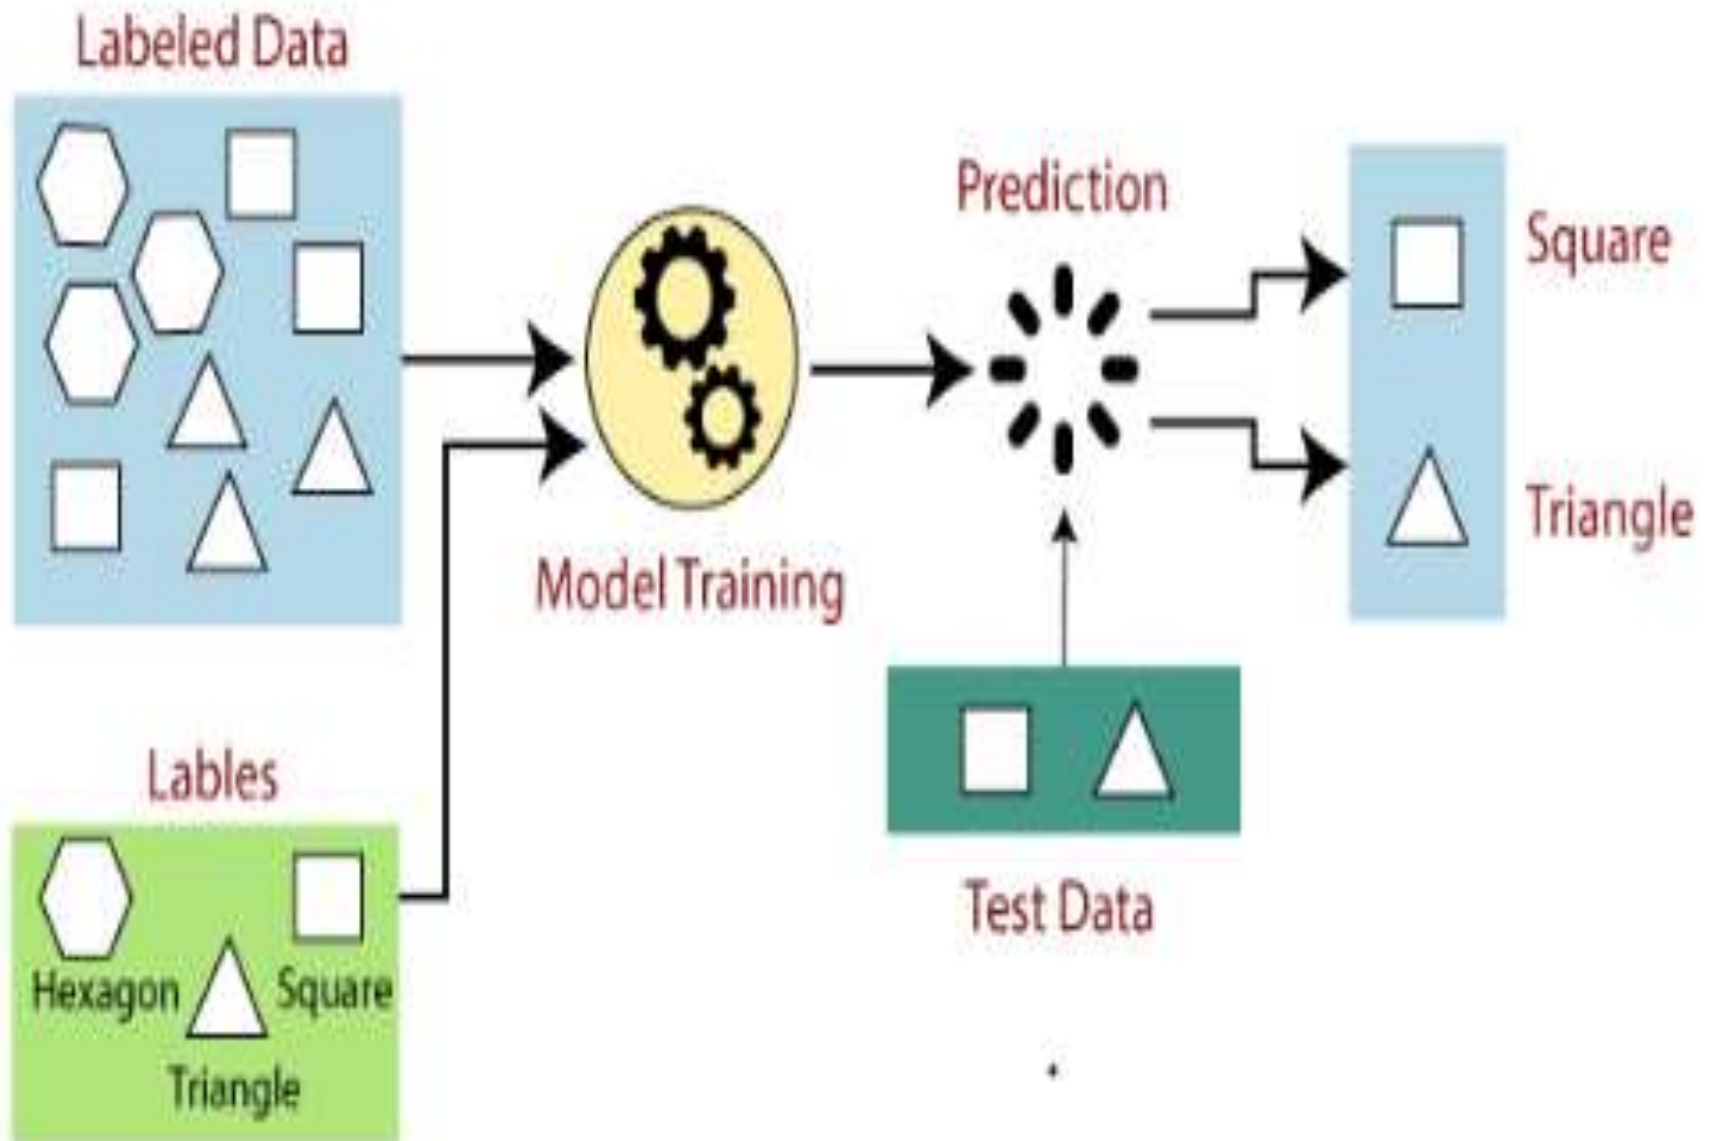 Labeled Data
Prediction
Square
Triangle
Model Training
Lables
Hexagon
Square
Triangle
Test Data